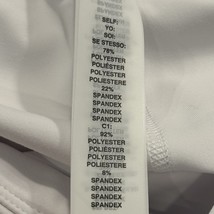 SELF:
YO:
SOI:
SE STESSO:
78%
POLYESTER
POLIÉSTER
POLYESTER
POLIESTERE
22%
SPANDEX
SPANDEX
SPANDEX
SPANDEX
C1:
92%
POLYESTER
POLIÉSTER
POLYESTER
POLIESTERE
8%
SPANDEX
SPANDEX
SPANDEX
SPANDEX